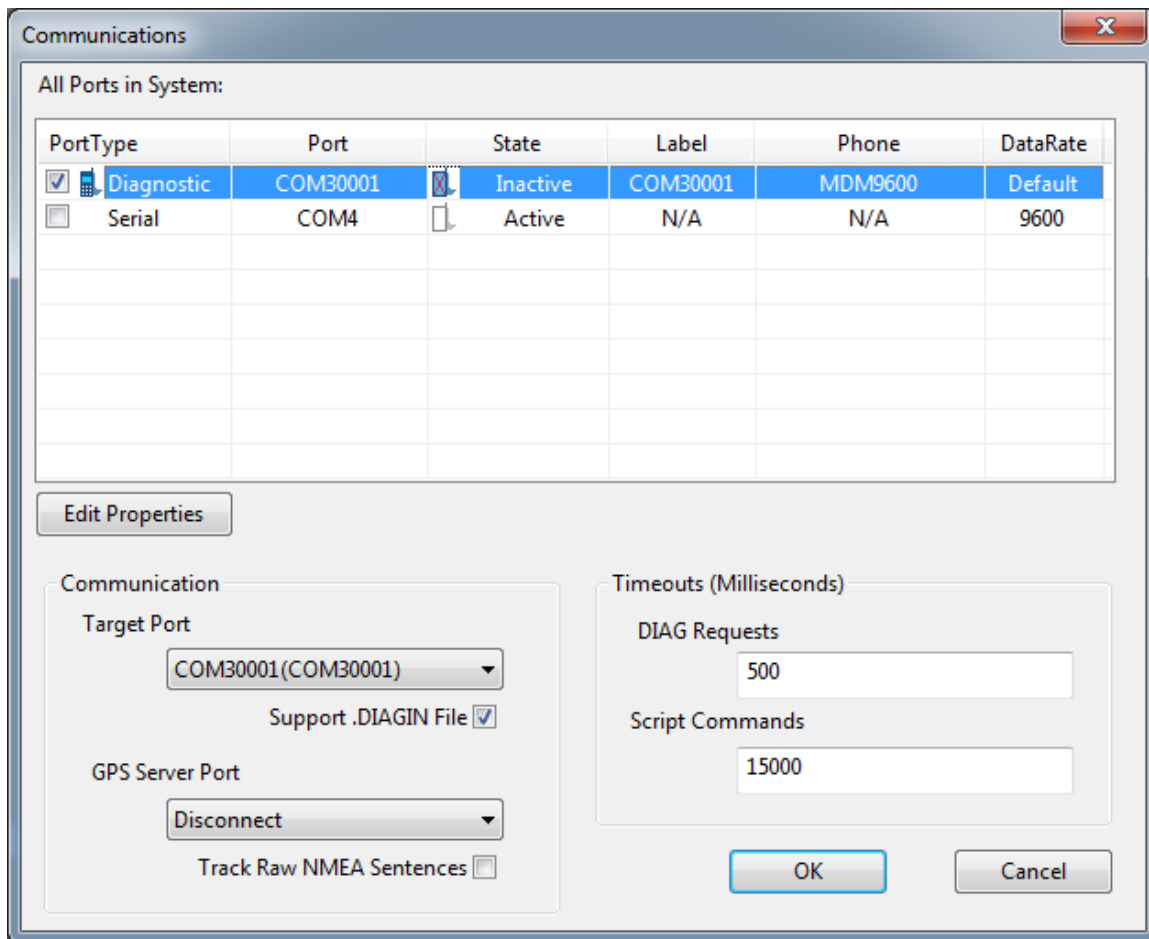 Communications
All Ports in System:
PortType Port State Label Phone DataRate
Diagnostic COM30001 Inactive COM30001 MDM9600 Default
Serial COM4 Active N/A N/A 9600
Edit Properties
Communication
Target Port
COM30001(COM30001)
Support .DIAGIN File
GPS Server Port
Disconnect
Track Raw NMEA Sentences
Timeouts (Milliseconds)
DIAG Requests
500
Script Commands
15000
OK
Cancel